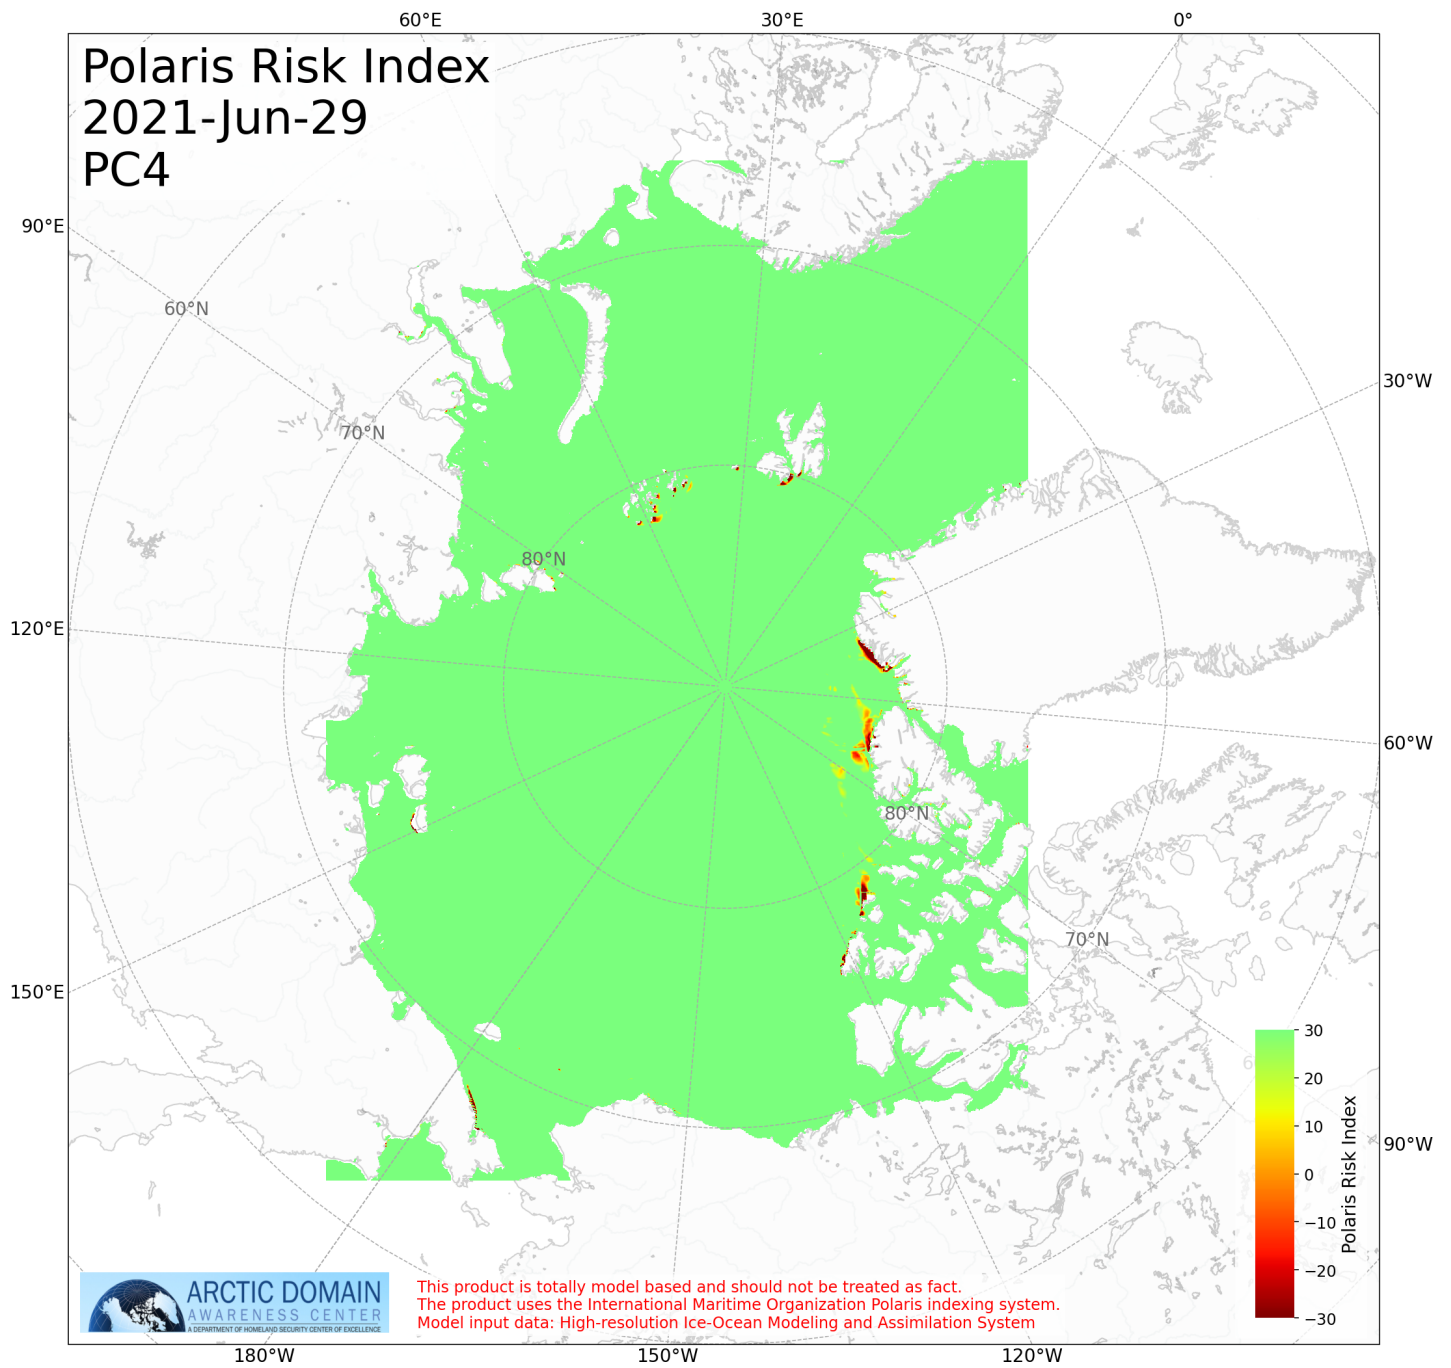 60°E
30°E
0°
Polaris Risk Index
2021-Jun-29
PC4
90°E
60°N
30°W
70°N
80°N
120°E
60°W
80°N
70°N
150°E
30
20
10
0
−10
−20
−30
Polaris Risk Index
90°W
ARCTIC DOMAIN
AWARENESS CENTER
A DEPARTMENT OF HOMELAND SECURITY CENTER OF EXCELLENCE
This product is totally model based and should not be treated as fact.
The product uses the International Maritime Organization Polaris indexing system.
Model input data: High-resolution Ice-Ocean Modeling and Assimilation System
180°W
150°W
120°W